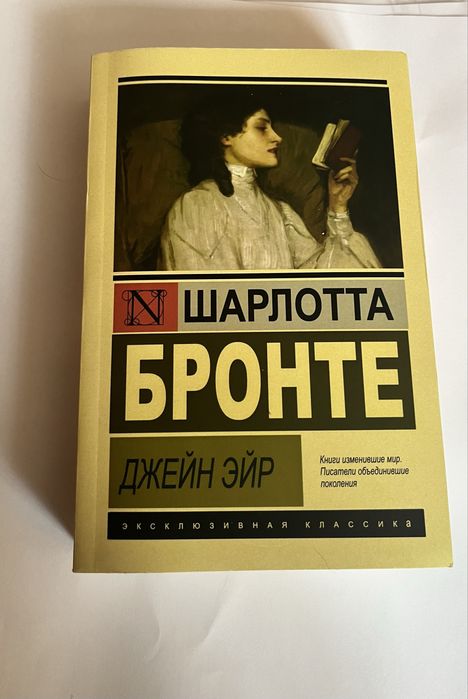 N
ШАРЛОТТА
БРОНТЕ
ДЖЕЙН ЭЙР
Книги изменившие мир.
Писатели объединившие
поколения
ЭКСКЛЮЗИВНАЯ КЛАССИКА